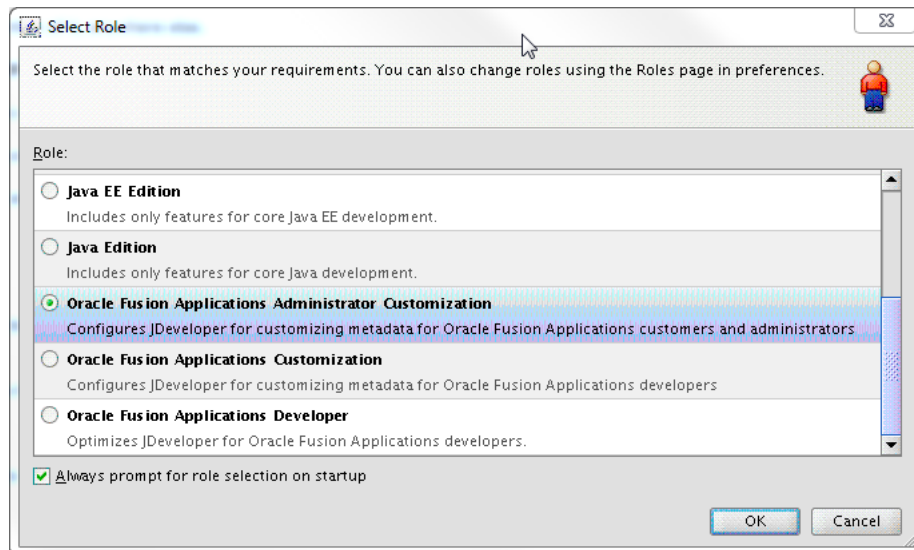 Select Role
Select the role that matches your requirements. You can also change roles using the Roles page in preferences.
Role:
Java EE Edition
Includes only features for core Java EE development.
Java Edition
Includes only features for core Java development.
Oracle Fusion Applications Administrator Customization
Configures JDeveloper for customizing metadata for Oracle Fusion Applications customers and administrators
Oracle Fusion Applications Customization
Configures JDeveloper for customizing metadata for Oracle Fusion Applications developers
Oracle Fusion Applications Developer
Optimizes JDeveloper for Oracle Fusion Applications developers.
Always prompt for role selection on startup
OK Cancel